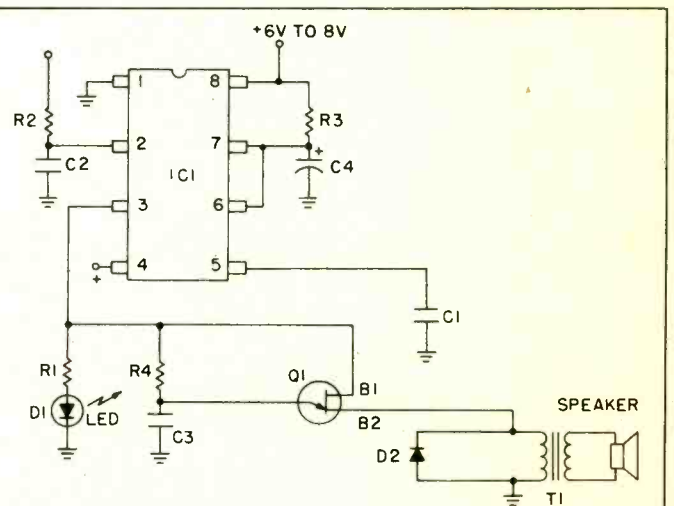 +6V TO 8V
1
8
R2
R3
2
7
+
C2
IC1
C4
3
6
4
5
+
C1
R1
R4
Q1
B1
D1
LED
B2
SPEAKER
C3
D2
T1